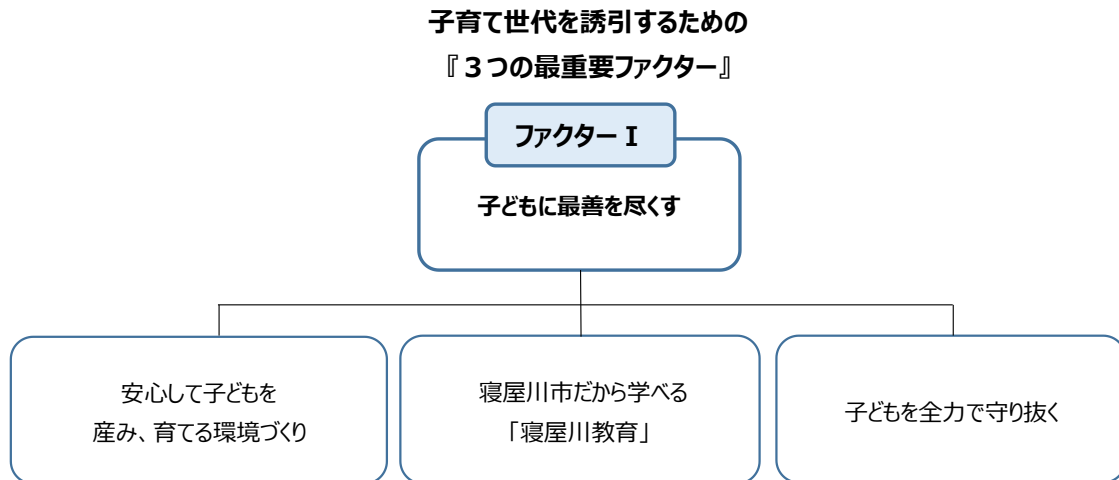 子育て世代を誘引するための
『３つの最重要ファクター』
ファクター Ⅰ
子どもに最善を尽くす
安心して子どもを
産み、育てる環境づくり
寝屋川市だから学べる
「寝屋川教育」
子どもを全力で守り抜く